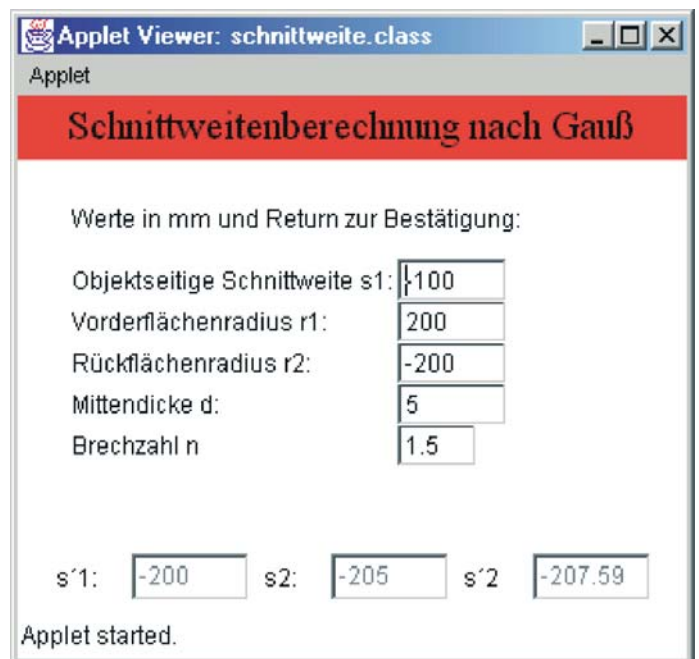 Applet Viewer: schnittweite.class
Applet
Schnittweitenberechnung nach Gauß
Werte in mm und Return zur Bestätigung:
Objektseitige Schnittweite s1: -100
Vorderflächenradius r1: 200
Rückflächenradius r2: -200
Mittendicke d: 5
Brechzahl n 1.5
s´1: -200 s2: -205 s´2 -207.59
Applet started.